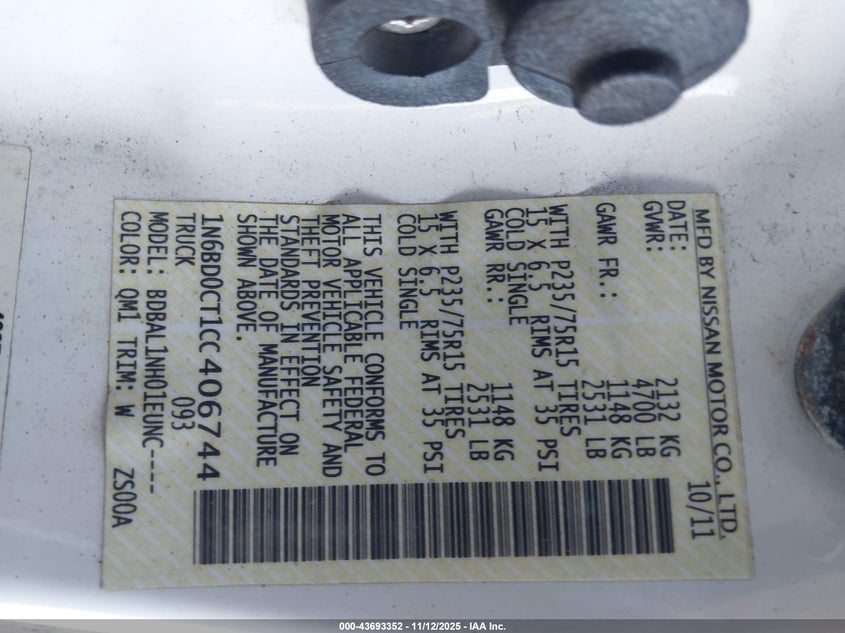 MFD BY NISSAN MOTOR CO., LTD.
DATE: 10/11
GVWR: 2132 KG
4700 LB
GAWR FR.: 1148 KG
2531 LB
WITH P235/75R15 TIRES
15 X 6.5 RIMS AT 35 PSI
COLD SINGLE
GAWR RR.: 1148 KG
2531 LB
WITH P235/75R15 TIRES
15 X 6.5 RIMS AT 35 PSI
COLD SINGLE
THIS VEHICLE CONFORMS TO
ALL APPLICABLE FEDERAL
MOTOR VEHICLE SAFETY AND
THEFT PREVENTION
STANDARDS IN EFFECT ON
THE DATE OF MANUFACTURE
SHOWN ABOVE.
1N6BD0CT1CC406744
TRUCK 093
MODEL: BDBAL1NH01EUNC----
COLOR: QM1 TRIM: W ZS00A
000-43693352 - 11/12/2025 - IAA Inc.